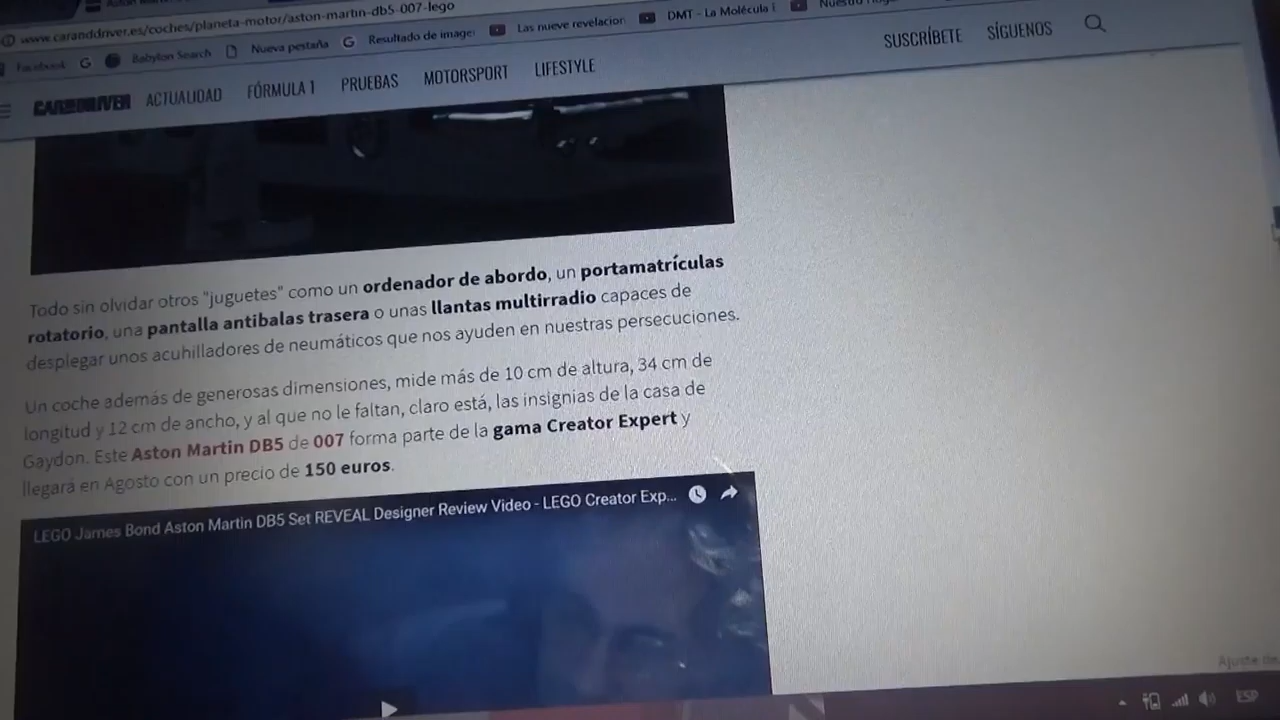 www.caranddriver.es/coches/planeta-motor/aston-martin-db5-007-lego
Facebook
Babylon Search
Nueva pestaña
Resultado de image
Las nueve revelacion
DMT - La Molécula
SUSCRÍBETE
SÍGUENOS
CAR AND DRIVER
ACTUALIDAD
FÓRMULA 1
PRUEBAS
MOTORSPORT
LIFESTYLE
Todo sin olvidar otros "juguetes" como un ordenador de abordo, un portamatrículas
rotatorio, una pantalla antibalas trasera o unas llantas multirradio capaces de
desplegar unos acuhilladores de neumáticos que nos ayuden en nuestras persecuciones.
Un coche además de generosas dimensiones, mide más de 10 cm de altura, 34 cm de
longitud y 12 cm de ancho, y al que no le faltan, claro está, las insignias de la casa de
Gaydon. Este Aston Martin DB5 de 007 forma parte de la gama Creator Expert y
llegará en Agosto con un precio de 150 euros.
LEGO James Bond Aston Martin DB5 Set REVEAL Designer Review Video - LEGO Creator Exp...
Ajuste de
ESP